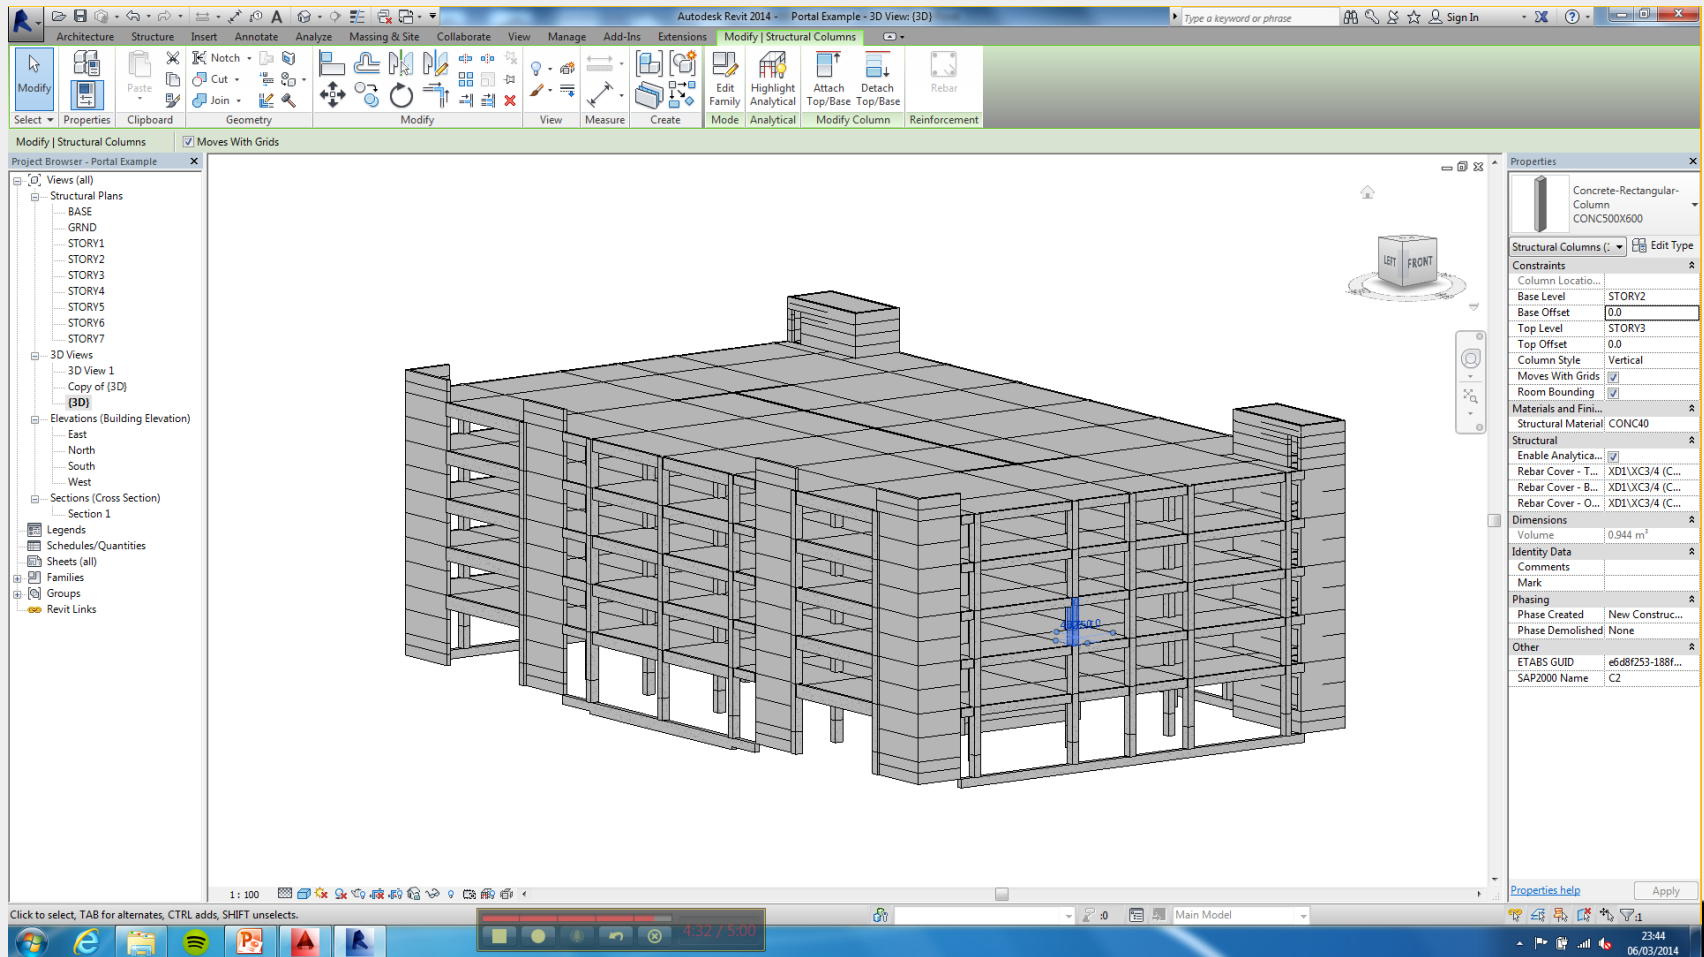 Autodesk Revit 2014 - Portal Example - 3D View: {3D}
Type a keyword or phrase
Sign In
Architecture Structure Insert Annotate Analyze Massing & Site Collaborate View Manage Add-Ins Extensions Modify | Structural Columns
Modify
Paste
Notch
Cut
Join
Edit Family
Highlight Analytical
Attach Top/Base
Detach Top/Base
Rebar
Select Properties Clipboard Geometry Modify View Measure Create Mode Analytical Modify Column Reinforcement
Modify | Structural Columns
Moves With Grids
Project Browser - Portal Example
Views (all)
Structural Plans
BASE
GRND
STORY1
STORY2
STORY3
STORY4
STORY5
STORY6
STORY7
3D Views
3D View 1
Copy of {3D}
{3D}
Elevations (Building Elevation)
East
North
South
West
Sections (Cross Section)
Section 1
Legends
Schedules/Quantities
Sheets (all)
Families
Groups
Revit Links
LEFT FRONT
Properties
Concrete-Rectangular-
Column
CONC500X600
Structural Columns (:
Edit Type
Constraints
Column Locatio...
Base Level STORY2
Base Offset 0.0
Top Level STORY3
Top Offset 0.0
Column Style Vertical
Moves With Grids
Room Bounding
Materials and Fini...
Structural Material CONC40
Structural
Enable Analytica...
Rebar Cover - T... XD1\XC3/4 (C...
Rebar Cover - B... XD1\XC3/4 (C...
Rebar Cover - O... XD1\XC3/4 (C...
Dimensions
Volume 0.944 m³
Identity Data
Comments
Mark
Phasing
Phase Created New Construc...
Phase Demolished None
Other
ETABS GUID e6d8f253-188f...
SAP2000 Name C2
Properties help
Apply
1 : 100
Click to select, TAB for alternates, CTRL adds, SHIFT unselects.
:0
Main Model
:1
4:32 / 5:00
23:44
06/03/2014